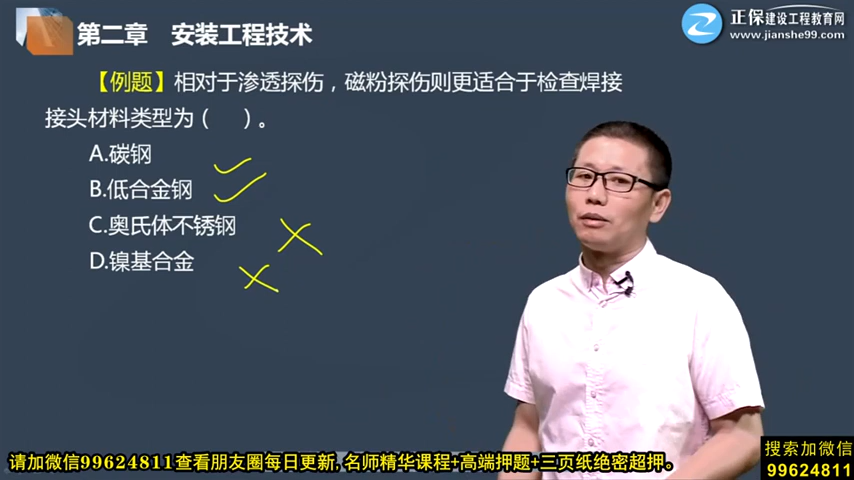 第二章 安装工程技术
正保建设工程教育网
www.jianshe99.com
【例题】相对于渗透探伤，磁粉探伤则更适合于检查焊接
接头材料类型为（ ）。
A.碳钢
B.低合金钢
C.奥氏体不锈钢
D.镍基合金
请加微信99624811查看朋友圈每日更新,名师精华课程+高端押题+三页纸绝密超押。
搜索加微信
99624811